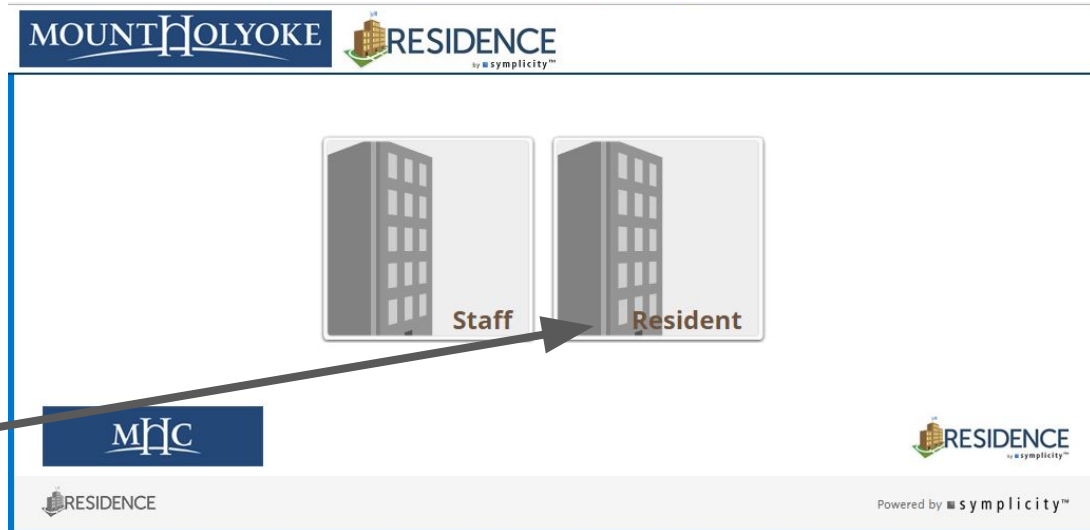 MOUNT HOLYOKE
RESIDENCE
by symplicity™
Staff
Resident
MHC
RESIDENCE
by symplicity™
RESIDENCE
Powered by symplicity™